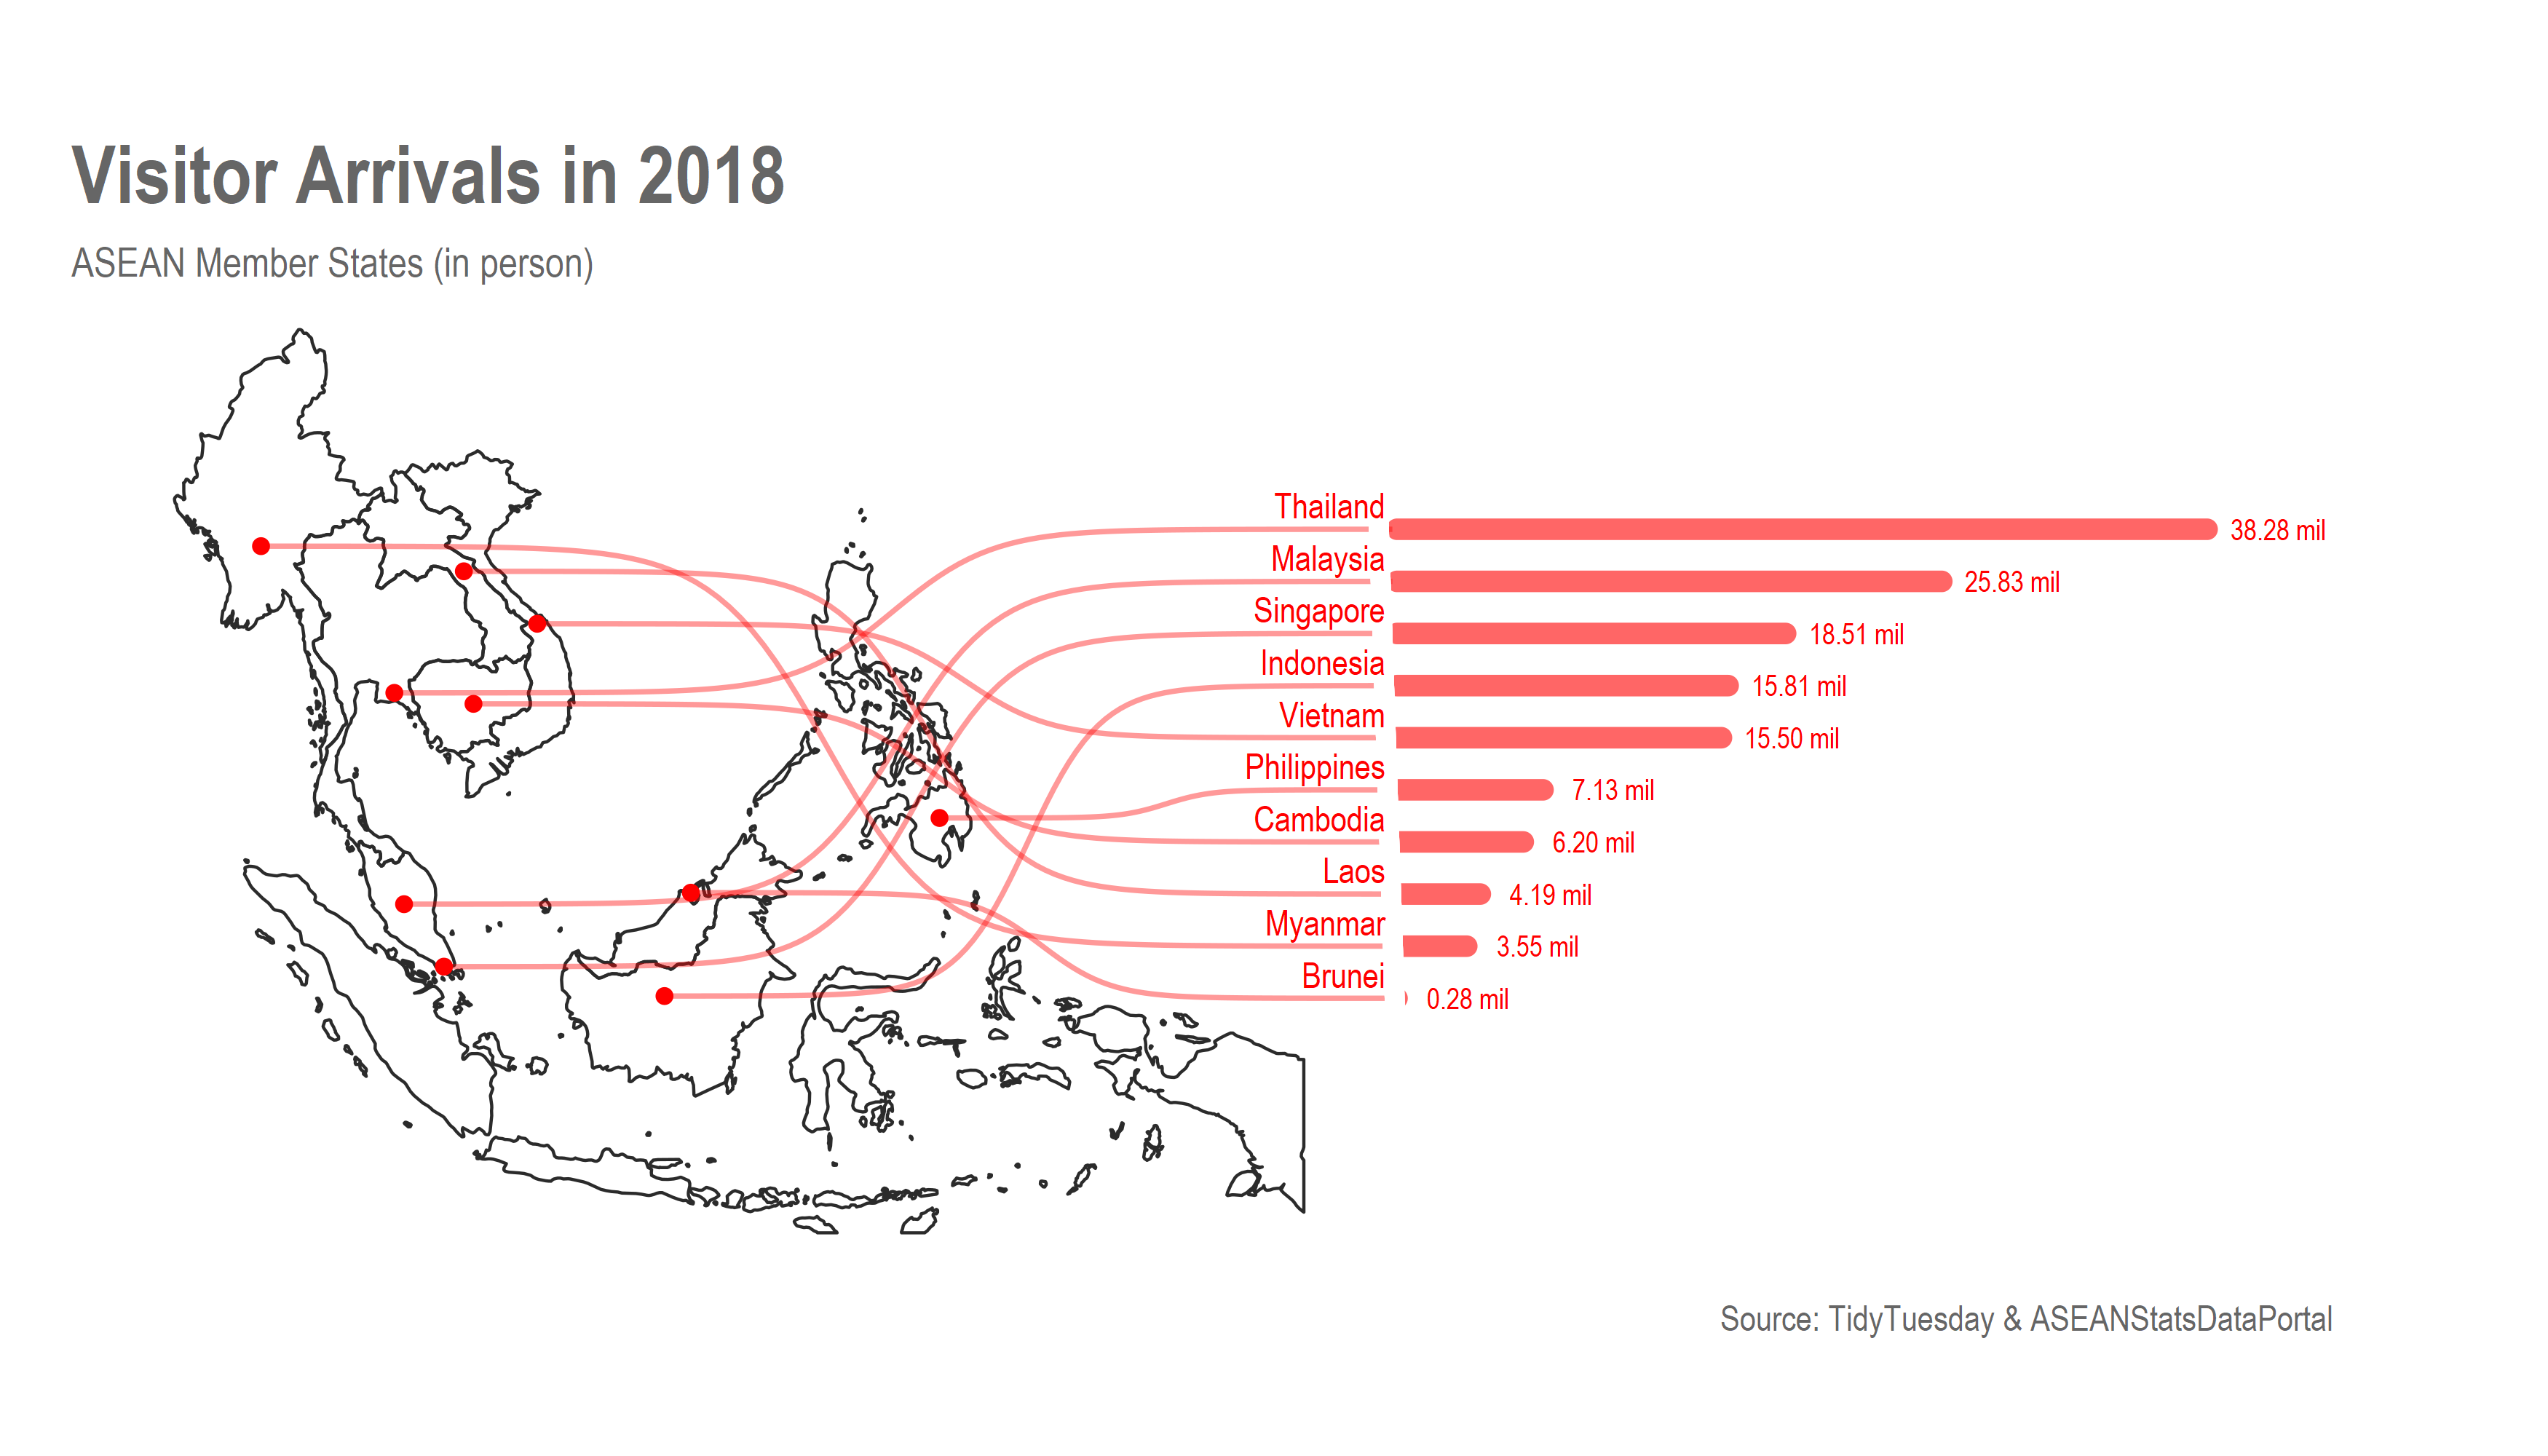 Visitor Arrivals in 2018
ASEAN Member States (in person)
Thailand
38.28 mil
Malaysia
25.83 mil
Singapore
18.51 mil
Indonesia
15.81 mil
Vietnam
15.50 mil
Philippines
7.13 mil
Cambodia
6.20 mil
Laos
4.19 mil
Myanmar
3.55 mil
Brunei
0.28 mil
Source: TidyTuesday & ASEANStatsDataPortal